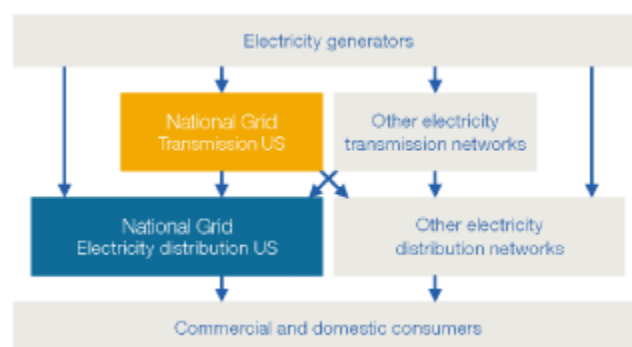 Electricity generators
National Grid
Transmission US
Other electricity
transmission networks
National Grid
Electricity distribution US
Other electricity
distribution networks
Commercial and domestic consumers